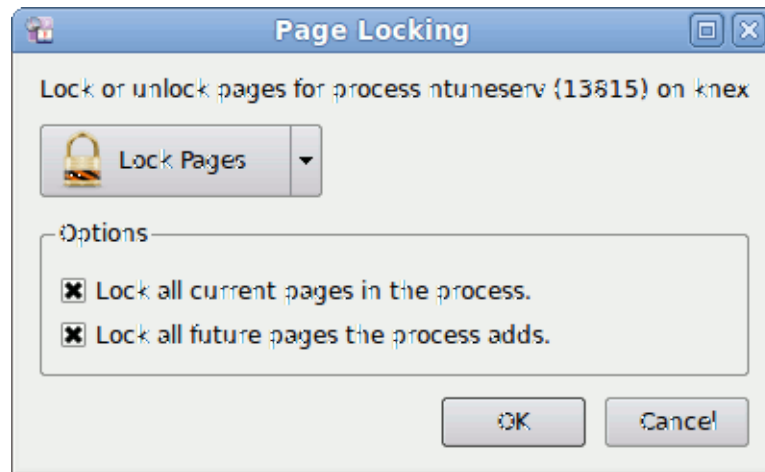 Page Locking
Lock or unlock pages for process ntuneserv (13815) on knex
Lock Pages
Options
Lock all current pages in the process.
Lock all future pages the process adds.
OK
Cancel